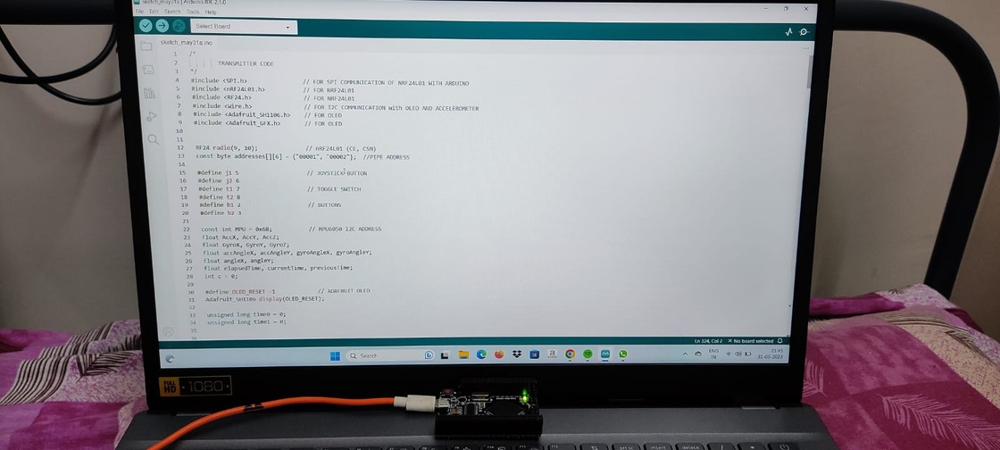 sketch_may31a | Arduino IDE 2.1.0
File Edit Sketch Tools Help
Select Board
sketch_may31a.ino
1 /*
2 TRANSMITTER CODE
3 */
4 #include <SPI.h> // FOR SPI COMMUNICATION OF NRF24L01 WITH ARDUINO
5 #include <nRF24L01.h> // FOR NRF24L01
6 #include <RF24.h> // FOR NRF24L01
7 #include <Wire.h> // FOR I2C COMMUNICATION with OLED AND ACCELEROMETER
8 #include <Adafruit_SH1106.h> // FOR OLED
9 #include <Adafruit_GFX.h> // FOR OLED
10
11
12 RF24 radio(9, 10); // nRF24L01 (CE, CSN)
13 const byte addresses[][6] = {"00001", "00002"}; //PIPE ADDRESS
14
15 #define j1 5 // JOYSTICK BUTTON
16 #define j2 6
17 #define t1 7 // TOGGLE SWITCH
18 #define t2 8
19 #define b1 2 // BUTTONS
20 #define b2 3
21
22 const int MPU = 0x68; // MPU6050 I2C ADDRESS
23 float AccX, AccY, AccZ;
24 float GyroX, GyroY, GyroZ;
25 float accAngleX, accAngleY, gyroAngleX, gyroAngleY;
26 float angleX, angleY;
27 float elapsedTime, currentTime, previousTime;
28 int c = 0;
29
30 #define OLED_RESET -1 // ADAFRUIT OLED
31 Adafruit_SH1106 display(OLED_RESET);
32
33 unsigned long time0 = 0;
34 unsigned long time1 = 0;
35
36
Ln 324, Col 2 × No board selected
Search
ENG
IN
23:45
31-05-2023
FULL HD 1080
prt sc insert delete